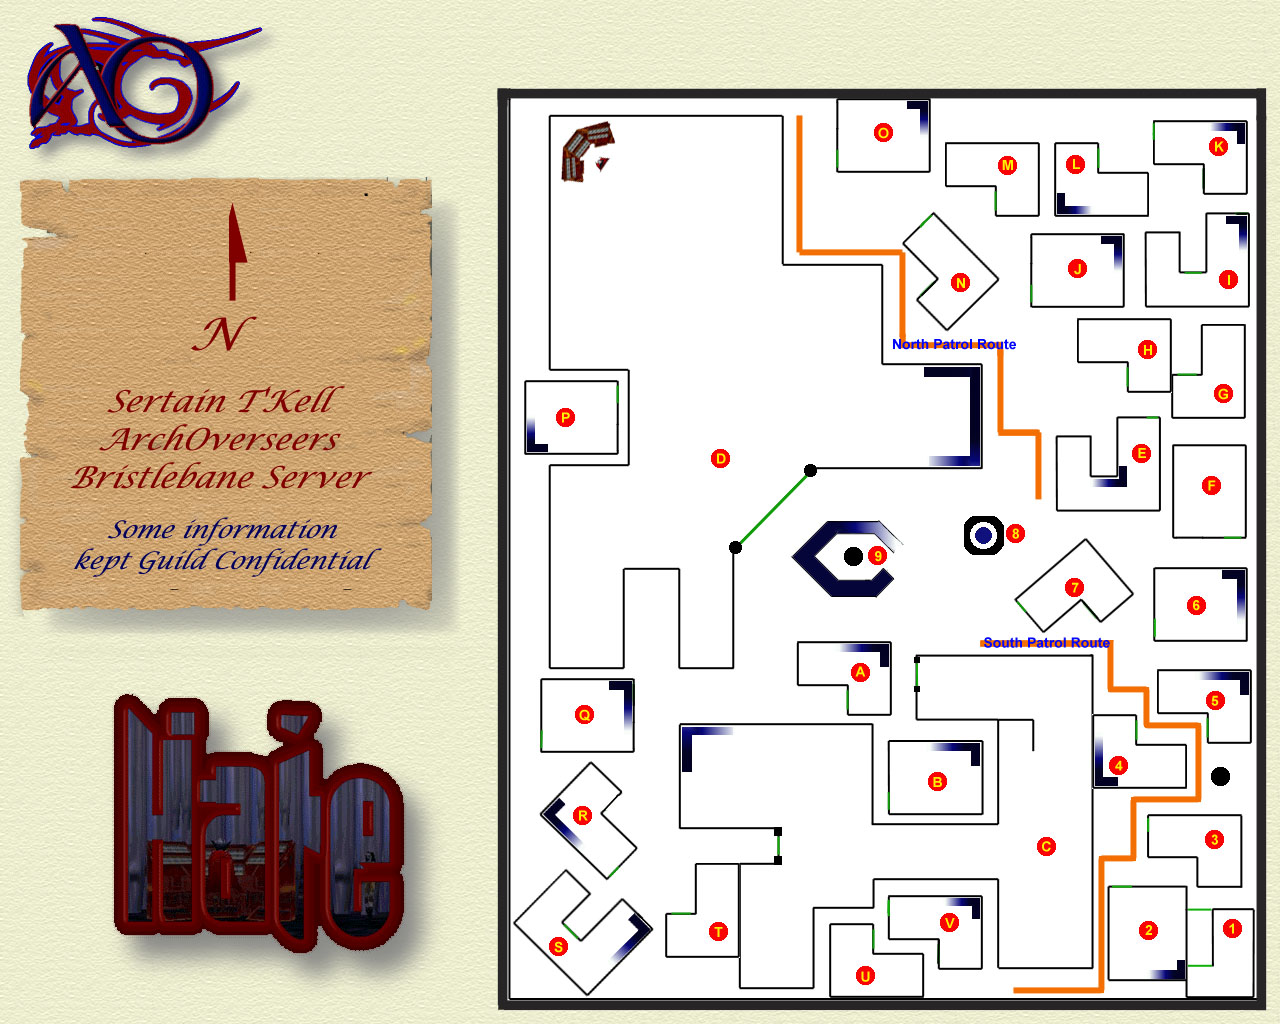 AO
N
Sertain T'Kell
ArchOverseers
Bristlebane Server
Some information
kept Guild Confidential
Hate
O
K
L
M
J
I
N
H
North Patrol Route
G
P
E
D
F
8
9
7
6
South Patrol Route
A
5
Q
4
B
R
3
C
V
1
2
T
S
U